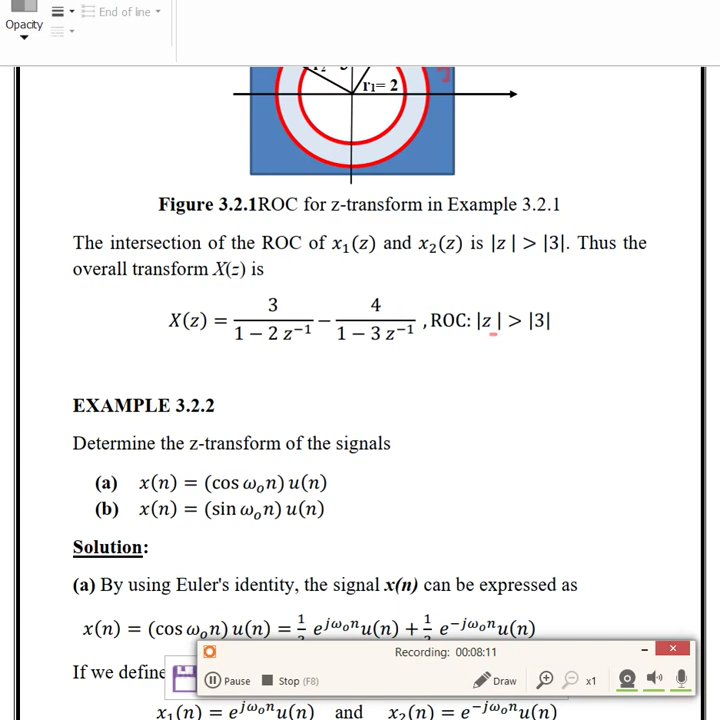 Opacity
End of line
r₁= 2
Figure 3.2.1ROC for z-transform in Example 3.2.1
The intersection of the ROC of x₁(z) and x₂(z) is |z | > |3|. Thus the
overall transform X(z) is
X(z) = 3 / (1 − 2 z⁻¹) − 4 / (1 − 3 z⁻¹) , ROC: |z | > |3|
EXAMPLE 3.2.2
Determine the z-transform of the signals
(a) x(n) = (cos ωₒn) u(n)
(b) x(n) = (sin ωₒn) u(n)
Solution:
(a) By using Euler's identity, the signal x(n) can be expressed as
x(n) = (cos ωₒn) u(n) = 1 e^{jωₒn}u(n) + 1 e^{−jωₒn}u(n)
Recording: 00:08:11
If we define
Pause Stop (F8) Draw x1
x₁(n) = e^{jωₒn}u(n) and x₂(n) = e^{−jωₒn}u(n)